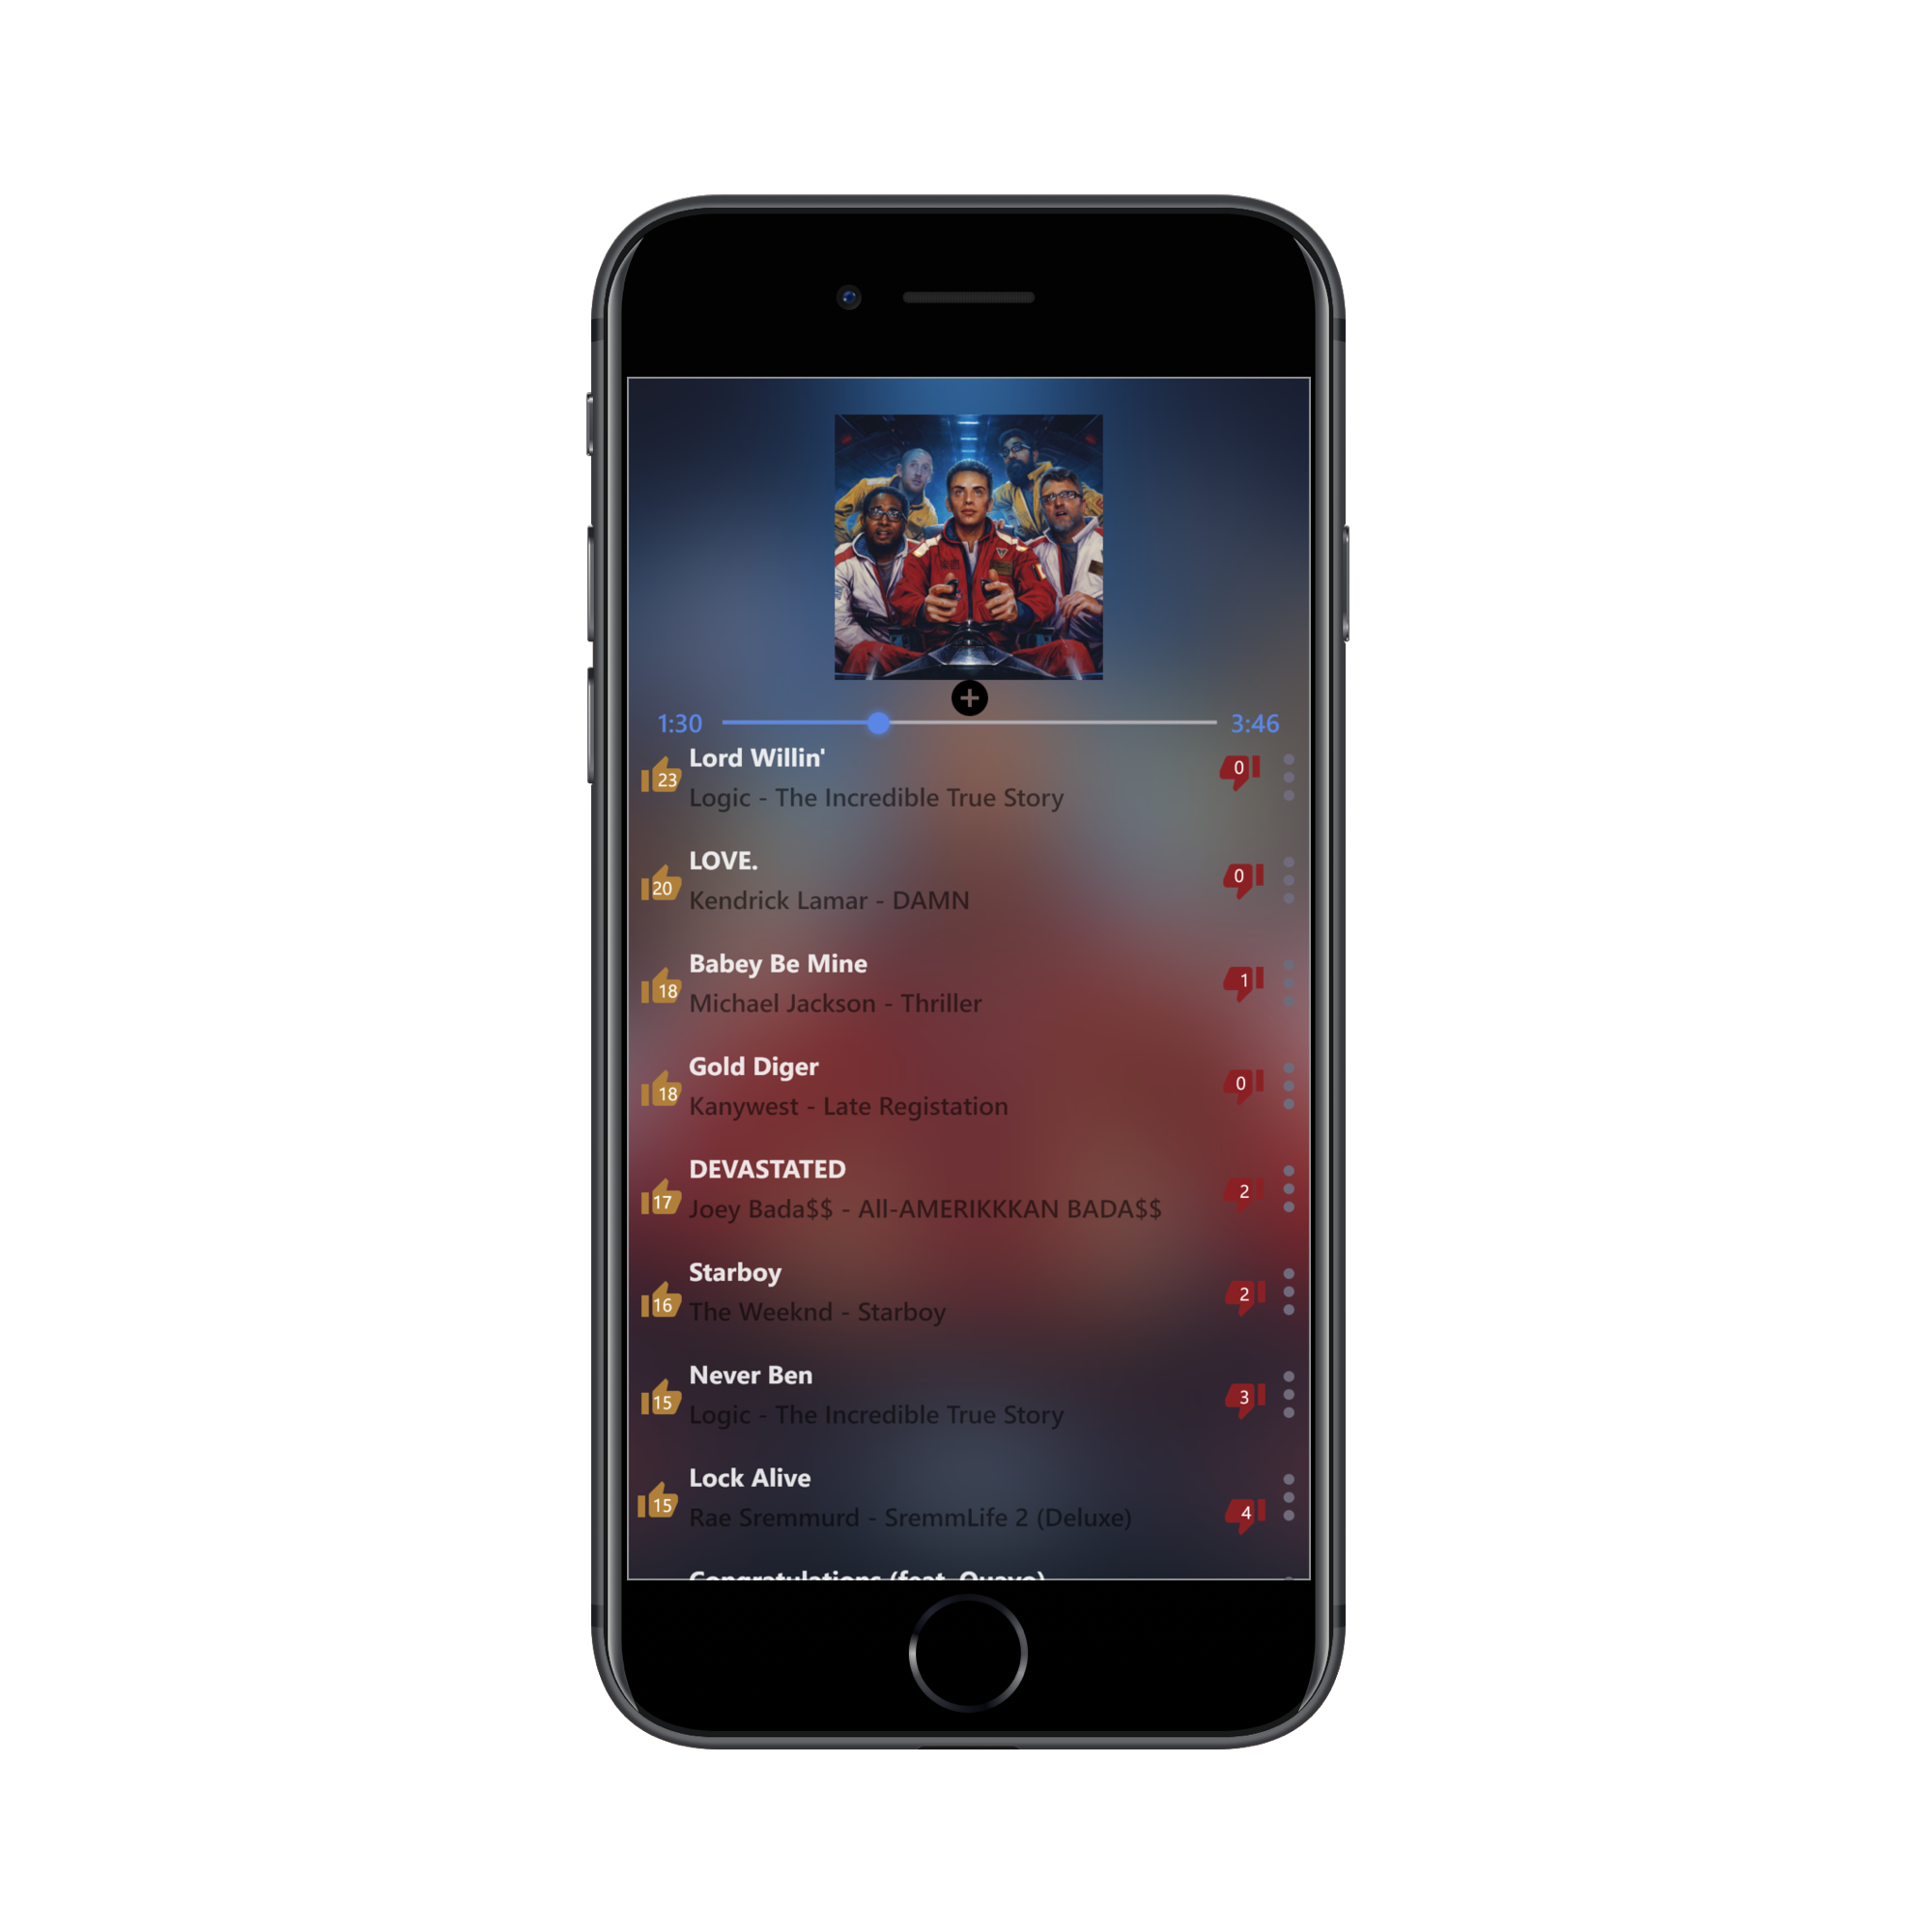 1:30 3:46
Lord Willin'
23 0
Logic - The Incredible True Story
LOVE.
20 0
Kendrick Lamar - DAMN
Babey Be Mine
18 1
Michael Jackson - Thriller
Gold Diger
18 0
Kanywest - Late Registation
DEVASTATED
17 2
Joey Bada$$ - All-AMERIKKKAN BADA$$
Starboy
16 2
The Weeknd - Starboy
Never Ben
15 3
Logic - The Incredible True Story
Lock Alive
15 4
Rae Sremmurd - SremmLife 2 (Deluxe)
Congratulations (feat. Quavo)